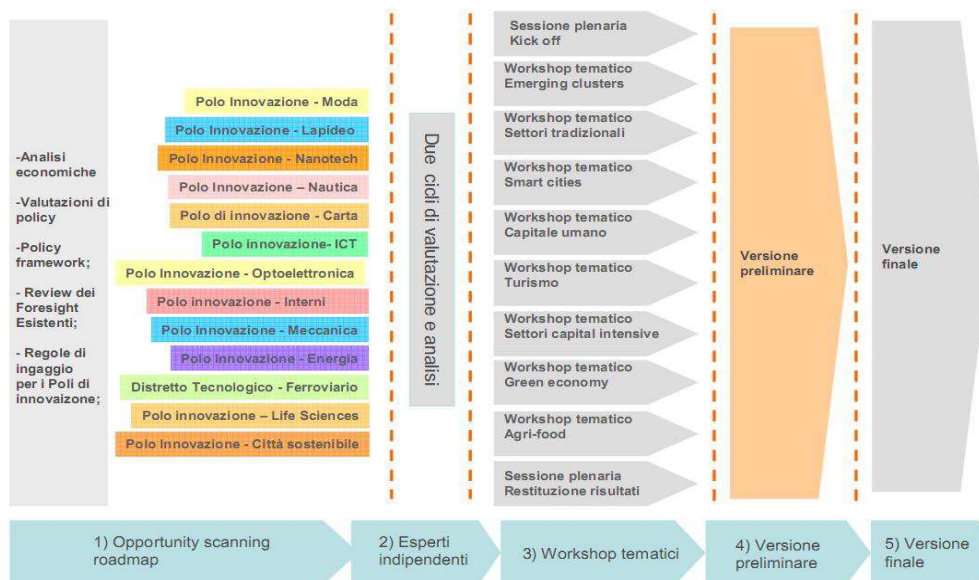 -Analisi
economiche
-Valutazioni di
policy
-Policy
framework;
- Review dei
Foresight
Esistenti;
- Regole di
ingaggio
per i Poli di
innovaizone;
Polo Innovazione - Moda
Polo Innovazione - Lapideo
Polo Innovazione - Nanotech
Polo Innovazione – Nautica
Polo di innovazione - Carta
Polo innovazione- ICT
Polo Innovazione - Optoelettronica
Polo innovazione - Interni
Polo Innovazione - Meccanica
Polo Innovazione - Energia
Distretto Tecnologico - Ferroviario
Polo innovazione – Life Sciences
Polo Innovazione - Città sostenibile
Due cicli di valutazione e analisi
Sessione plenaria
Kick off
Workshop tematico
Emerging clusters
Workshop tematico
Settori tradizionali
Workshop tematico
Smart cities
Workshop tematico
Capitale umano
Workshop tematico
Turismo
Workshop tematico
Settori capital intensive
Workshop tematico
Green economy
Workshop tematico
Agri-food
Sessione plenaria
Restituzione risultati
Versione
preliminare
Versione
finale
1) Opportunity scanning
roadmap
2) Esperti
indipendenti
3) Workshop tematici
4) Versione
preliminare
5) Versione
finale